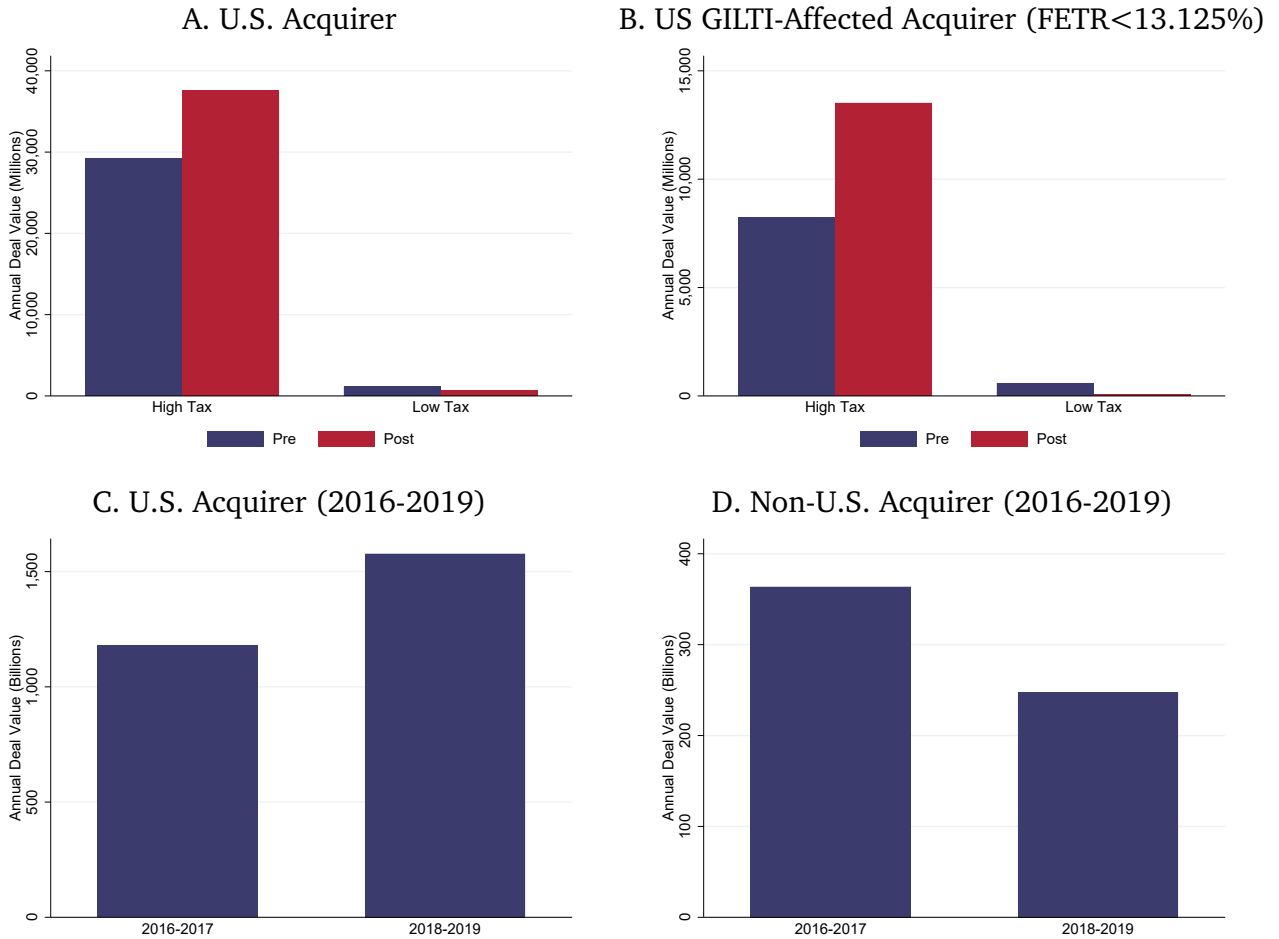 A. U.S. Acquirer
Annual Deal Value (Millions)
40,000
30,000
20,000
10,000
0
High Tax
Low Tax
Pre
Post
B. US GILTI-Affected Acquirer (FETR<13.125%)
Annual Deal Value (Millions)
15,000
10,000
5,000
0
High Tax
Low Tax
Pre
Post
C. U.S. Acquirer (2016-2019)
Annual Deal Value (Billions)
1,500
1,000
500
0
2016-2017
2018-2019
D. Non-U.S. Acquirer (2016-2019)
Annual Deal Value (Billions)
400
300
200
100
0
2016-2017
2018-2019